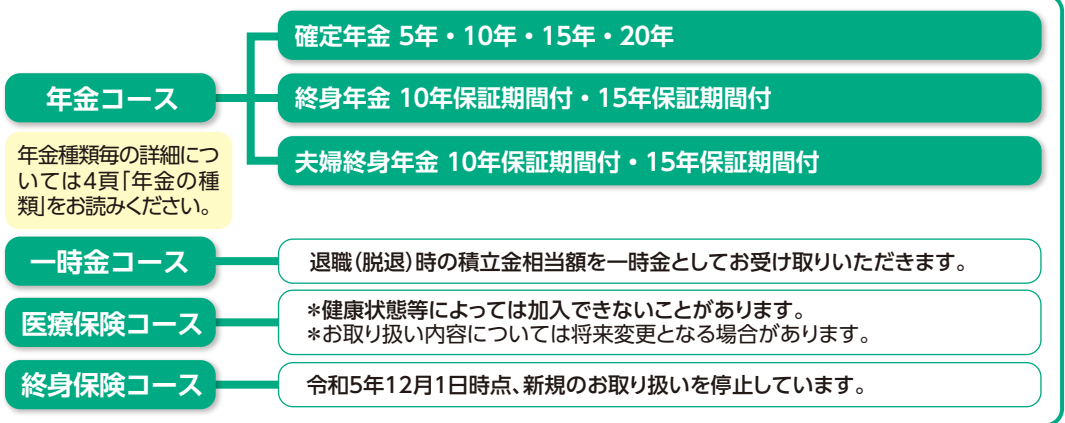 確定年金 5年・10年・15年・20年
年金コース
終身年金 10年保証期間付・15年保証期間付
夫婦終身年金 10年保証期間付・15年保証期間付
年金種類毎の詳細につ
いては4頁「年金の種
類」をお読みください。
一時金コース
退職(脱退)時の積立金相当額を一時金としてお受け取りいただきます。
医療保険コース
＊健康状態等によっては加入できないことがあります。
＊お取り扱い内容については将来変更となる場合があります。
終身保険コース
令和5年12月1日時点、新規のお取り扱いを停止しています。